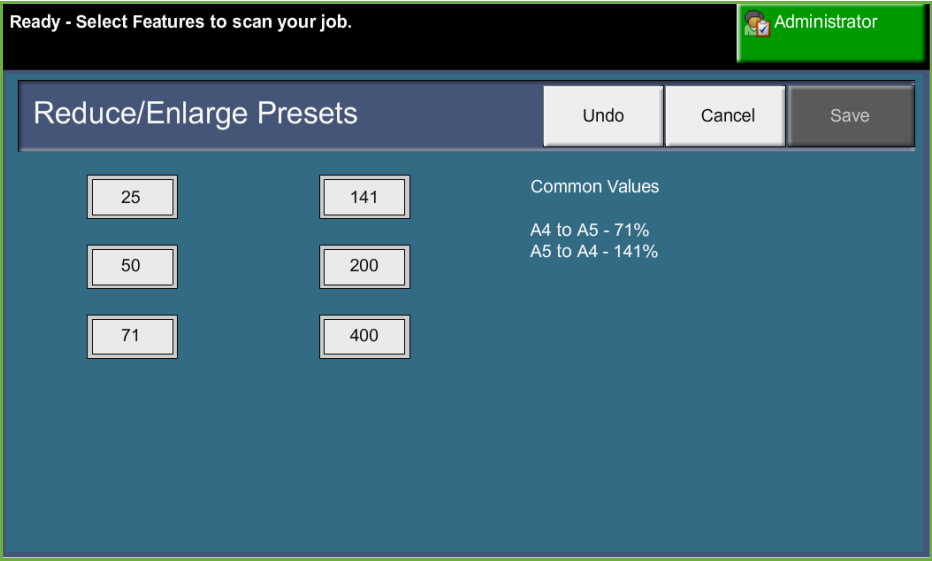 Ready - Select Features to scan your job.
Administrator
Reduce/Enlarge Presets
Undo
Cancel
Save
25
141
50
200
71
400
Common Values
A4 to A5 - 71%
A5 to A4 - 141%